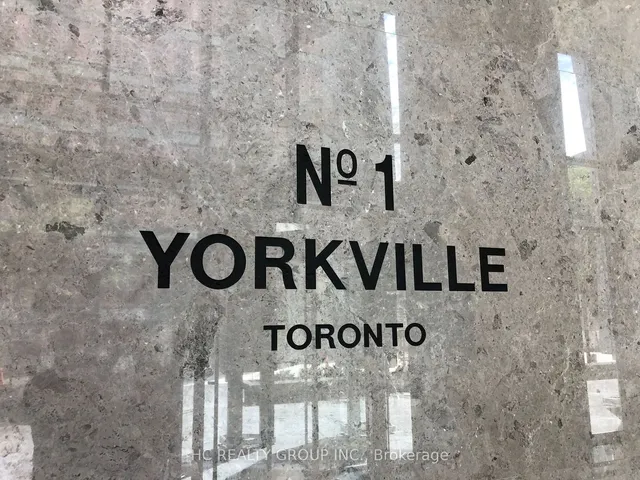 Nº 1
YORKVILLE
TORONTO
HC REALTY GROUP INC., Brokerage